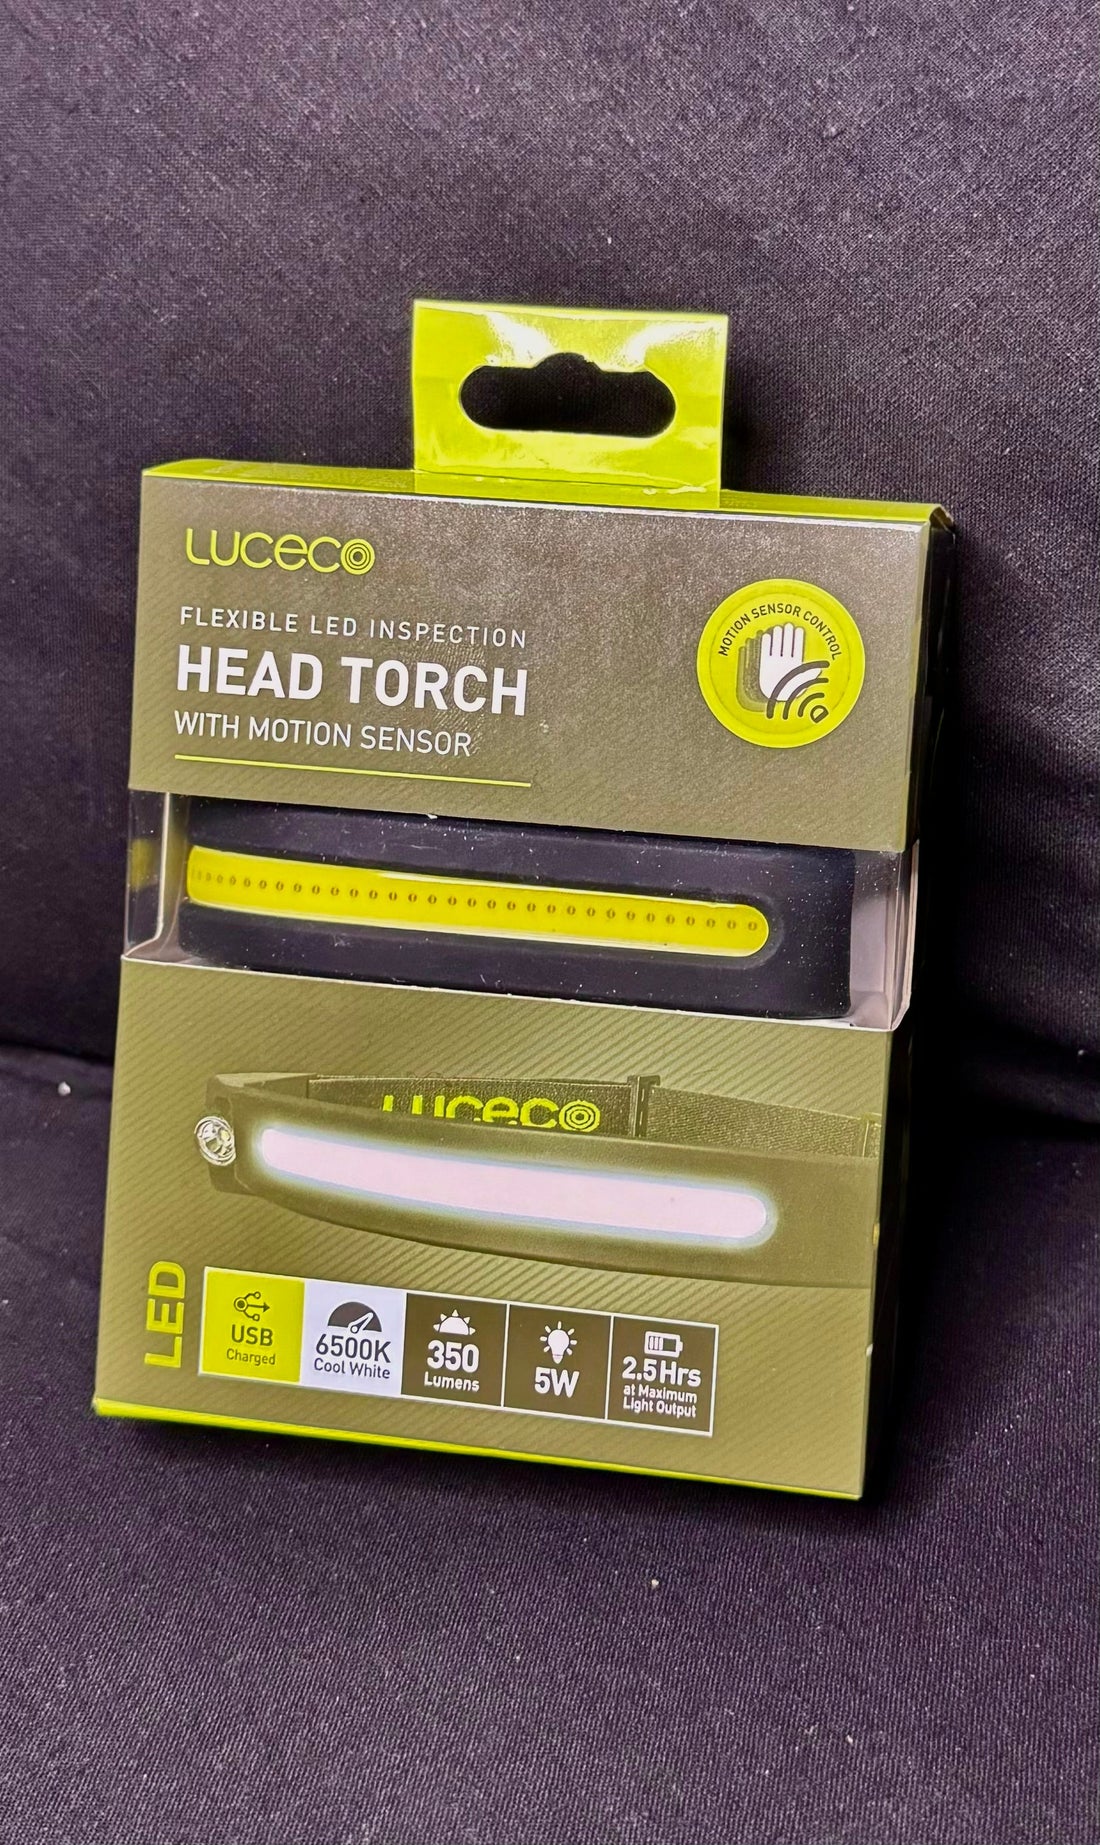 LUCECO
FLEXIBLE LED INSPECTION
HEAD TORCH
WITH MOTION SENSOR
MOTION SENSOR CONTROL
LUCECO
LED
USB
Charged
6500K
Cool White
350
Lumens
5W
2.5Hrs
at Maximum
Light Output